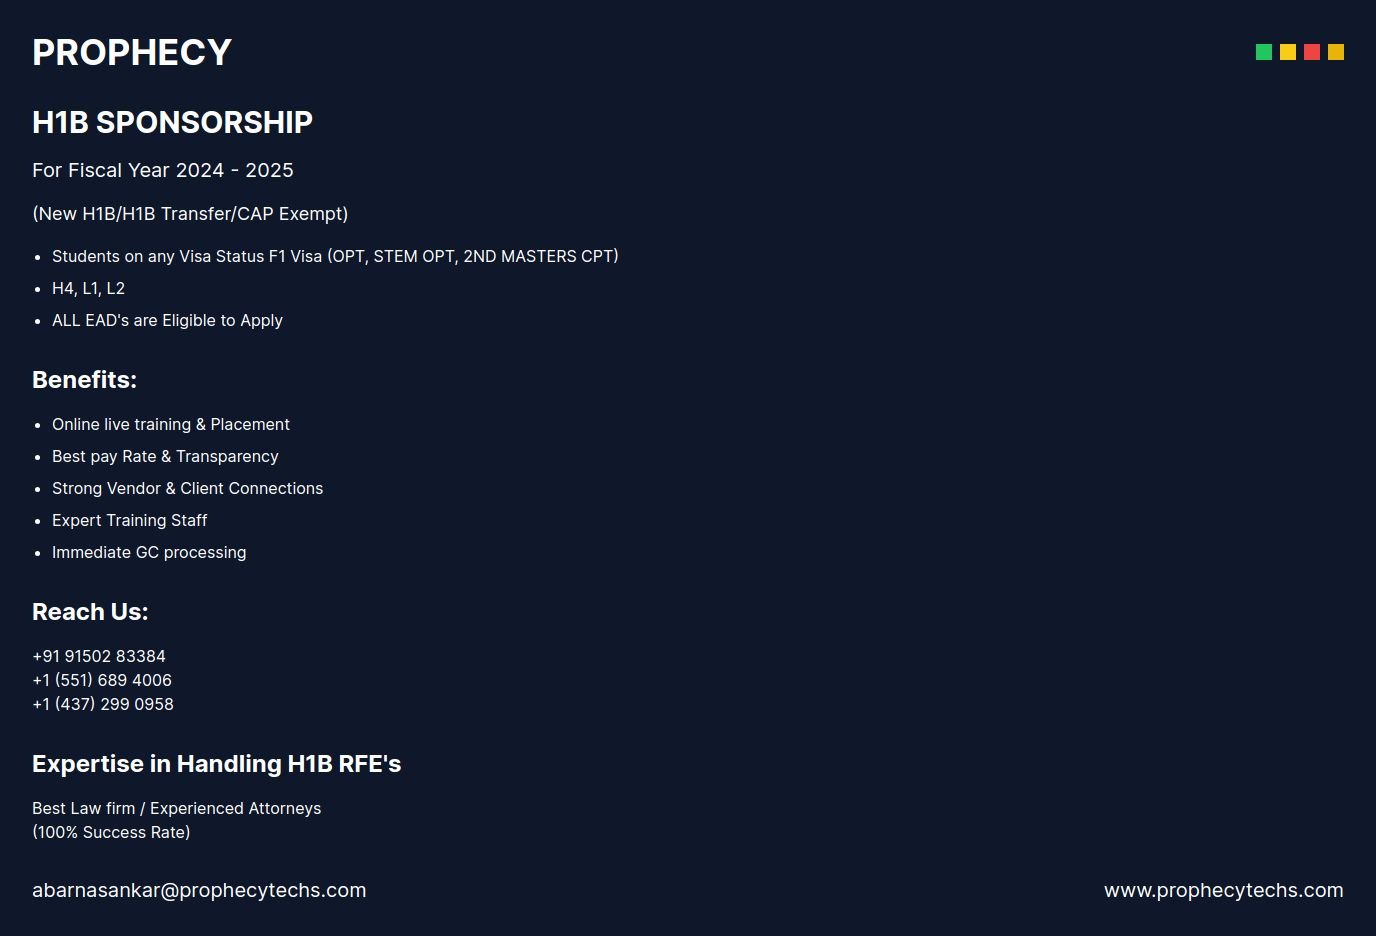 PROPHECY
H1B SPONSORSHIP
For Fiscal Year 2024 - 2025
(New H1B/H1B Transfer/CAP Exempt)
• Students on any Visa Status F1 Visa (OPT, STEM OPT, 2ND MASTERS CPT)
• H4, L1, L2
• ALL EAD's are Eligible to Apply
Benefits:
• Online live training & Placement
• Best pay Rate & Transparency
• Strong Vendor & Client Connections
• Expert Training Staff
• Immediate GC processing
Reach Us:
+91 91502 83384
+1 (551) 689 4006
+1 (437) 299 0958
Expertise in Handling H1B RFE's
Best Law firm / Experienced Attorneys
(100% Success Rate)
abarnasankar@prophecytechs.com
www.prophecytechs.com